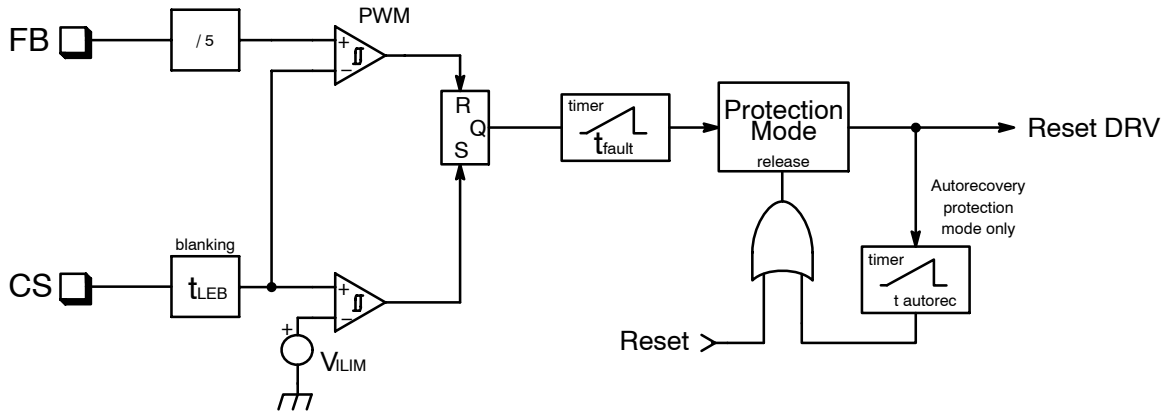 PWM
FB
/ 5
+
−
R
Q
S
timer
tfault
Protection
Mode
release
Reset DRV
Autorecovery
protection
mode only
blanking
CS
tLEB
+
−
+
VILIM
timer
t autorec
Reset